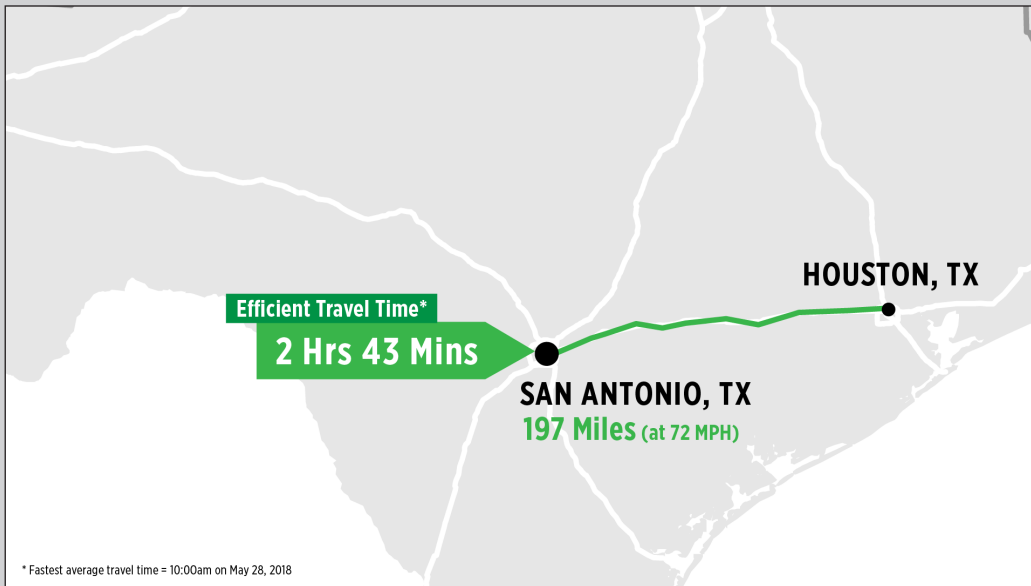 HOUSTON, TX
Efficient Travel Time*
2 Hrs 43 Mins
SAN ANTONIO, TX
197 Miles (at 72 MPH)
* Fastest average travel time = 10:00am on May 28, 2018